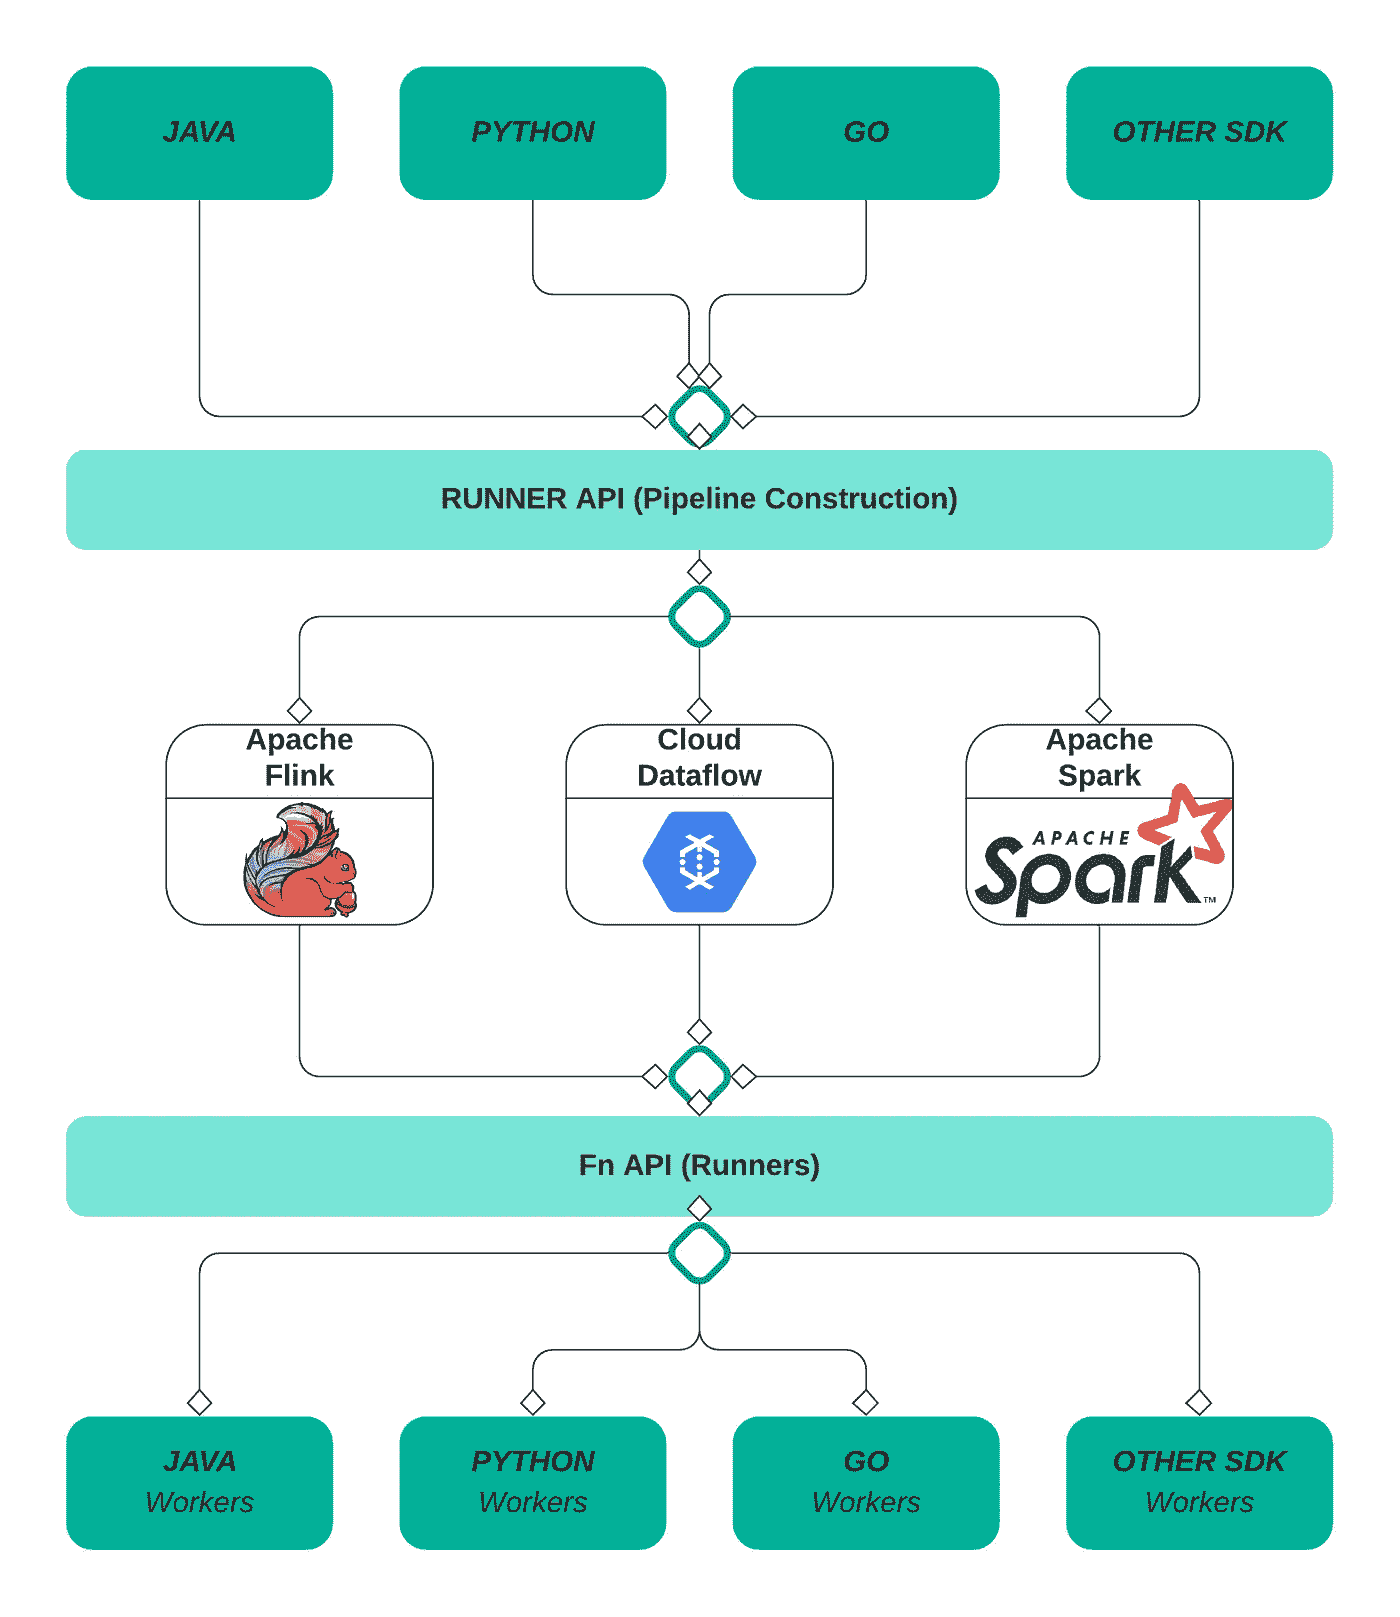 JAVA
PYTHON
GO
OTHER SDK
RUNNER API (Pipeline Construction)
Apache
Flink
Cloud
Dataflow
Apache
Spark
APACHE
Spark™
Fn API (Runners)
JAVA
Workers
PYTHON
Workers
GO
Workers
OTHER SDK
Workers